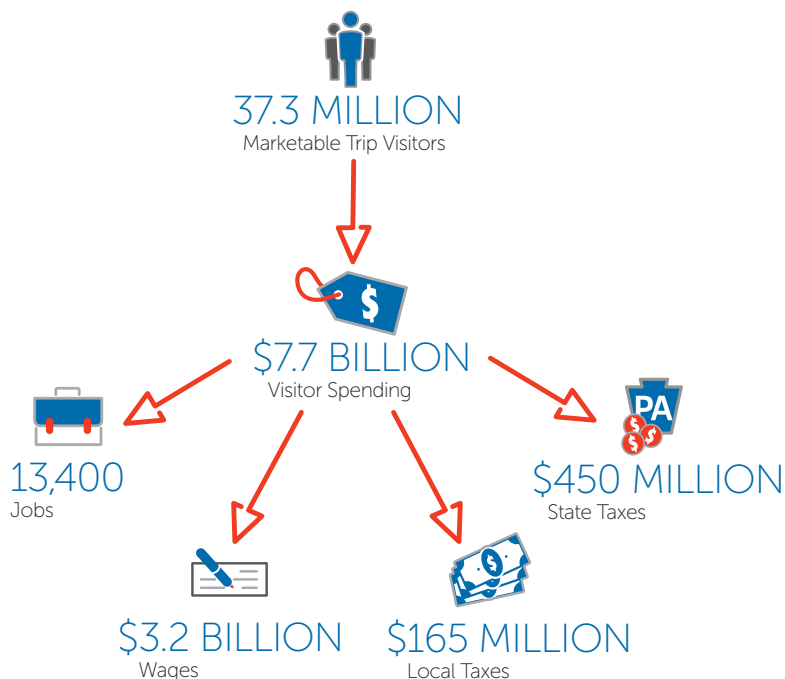 37.3 MILLION
Marketable Trip Visitors
$
$7.7 BILLION
Visitor Spending
13,400
Jobs
PA
$ $ $
$450 MILLION
State Taxes
$3.2 BILLION
Wages
$
$165 MILLION
Local Taxes